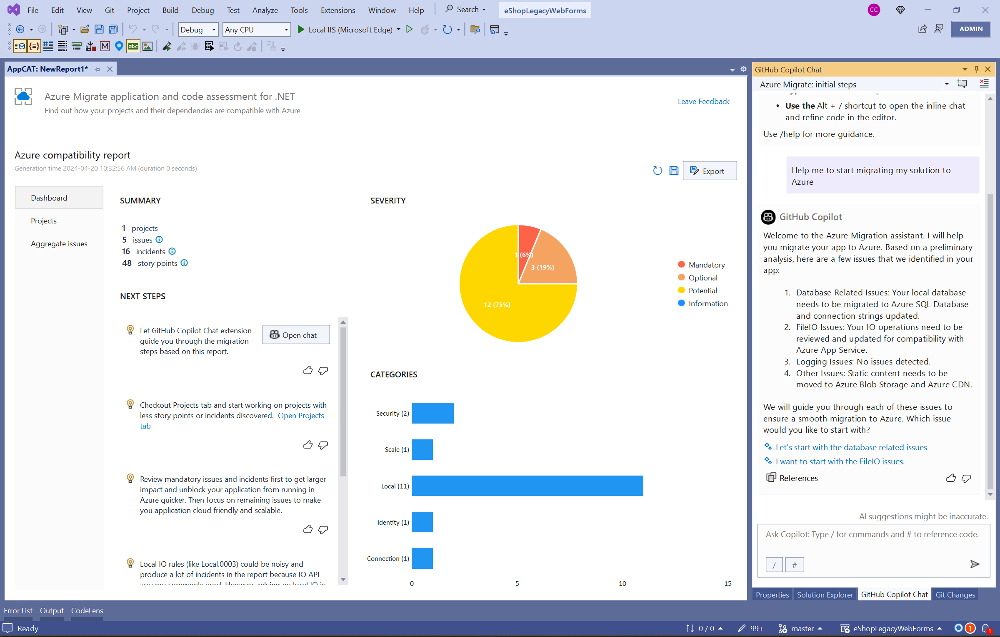 File Edit View Git Project Build Debug Test Analyze Tools Extensions Window Help Search eShopLegacyWebForms CC
Debug Any CPU Local IIS (Microsoft Edge) ADMIN
M abc
AppCAT: NewReport1*
Azure Migrate application and code assessment for .NET
Find out how your projects and their dependencies are compatible with Azure
Leave Feedback
Azure compatibility report
Generation time 2024-04-20 10:32:56 AM (duration 0 seconds)
Export
Dashboard
Projects
Aggregate issues
SUMMARY
1 projects
5 issues
16 incidents
48 story points
NEXT STEPS
Let GitHub Copilot Chat extension
guide you through the migration
steps based on this report.
Open chat
Checkout Projects tab and start working on projects with
less story points or incidents discovered. Open Projects
tab
Review mandatory issues and incidents first to get larger
impact and unblock your application from running in
Azure quicker. Then focus on remaining issues to make
you application cloud friendly and scalable.
Local IO rules (like Local.0003) could be noisy and
produce a lot of incidents in the report because IO API
are very commonly used. However, relying on local IO in
SEVERITY
1 (6%)
3 (19%)
12 (75%)
Mandatory
Optional
Potential
Information
CATEGORIES
Security (2)
Scale (1)
Local (11)
Identity (1)
Connection (1)
0 5 10 15
GitHub Copilot Chat
Azure Migrate: initial steps
Use the Alt + / shortcut to open the inline chat
and refine code in the editor.
Use /help for more guidance.
Help me to start migrating my solution to
Azure
GitHub Copilot
Welcome to the Azure Migration assistant. I will help
you migrate your app to Azure. Based on a preliminary
analysis, here are a few issues that we identified in your
app:
1. Database Related Issues: Your local database
needs to be migrated to Azure SQL Database
and connection strings updated.
2. FileIO Issues: Your IO operations need to be
reviewed and updated for compatibility with
Azure App Service.
3. Logging Issues: No issues detected.
4. Other Issues: Static content needs to be
moved to Azure Blob Storage and Azure CDN.
We will guide you through each of these issues to
ensure a smooth migration to Azure. Which issue
would you like to start with?
Let's start with the database related issues
I want to start with the FileIO issues.
References
AI suggestions might be inaccurate.
Ask Copilot: Type / for commands and # to reference code.
/ #
Properties Solution Explorer GitHub Copilot Chat Git Changes
Error List Output CodeLens
Ready 0 / 0 99+ master eShopLegacyWebForms 1 1